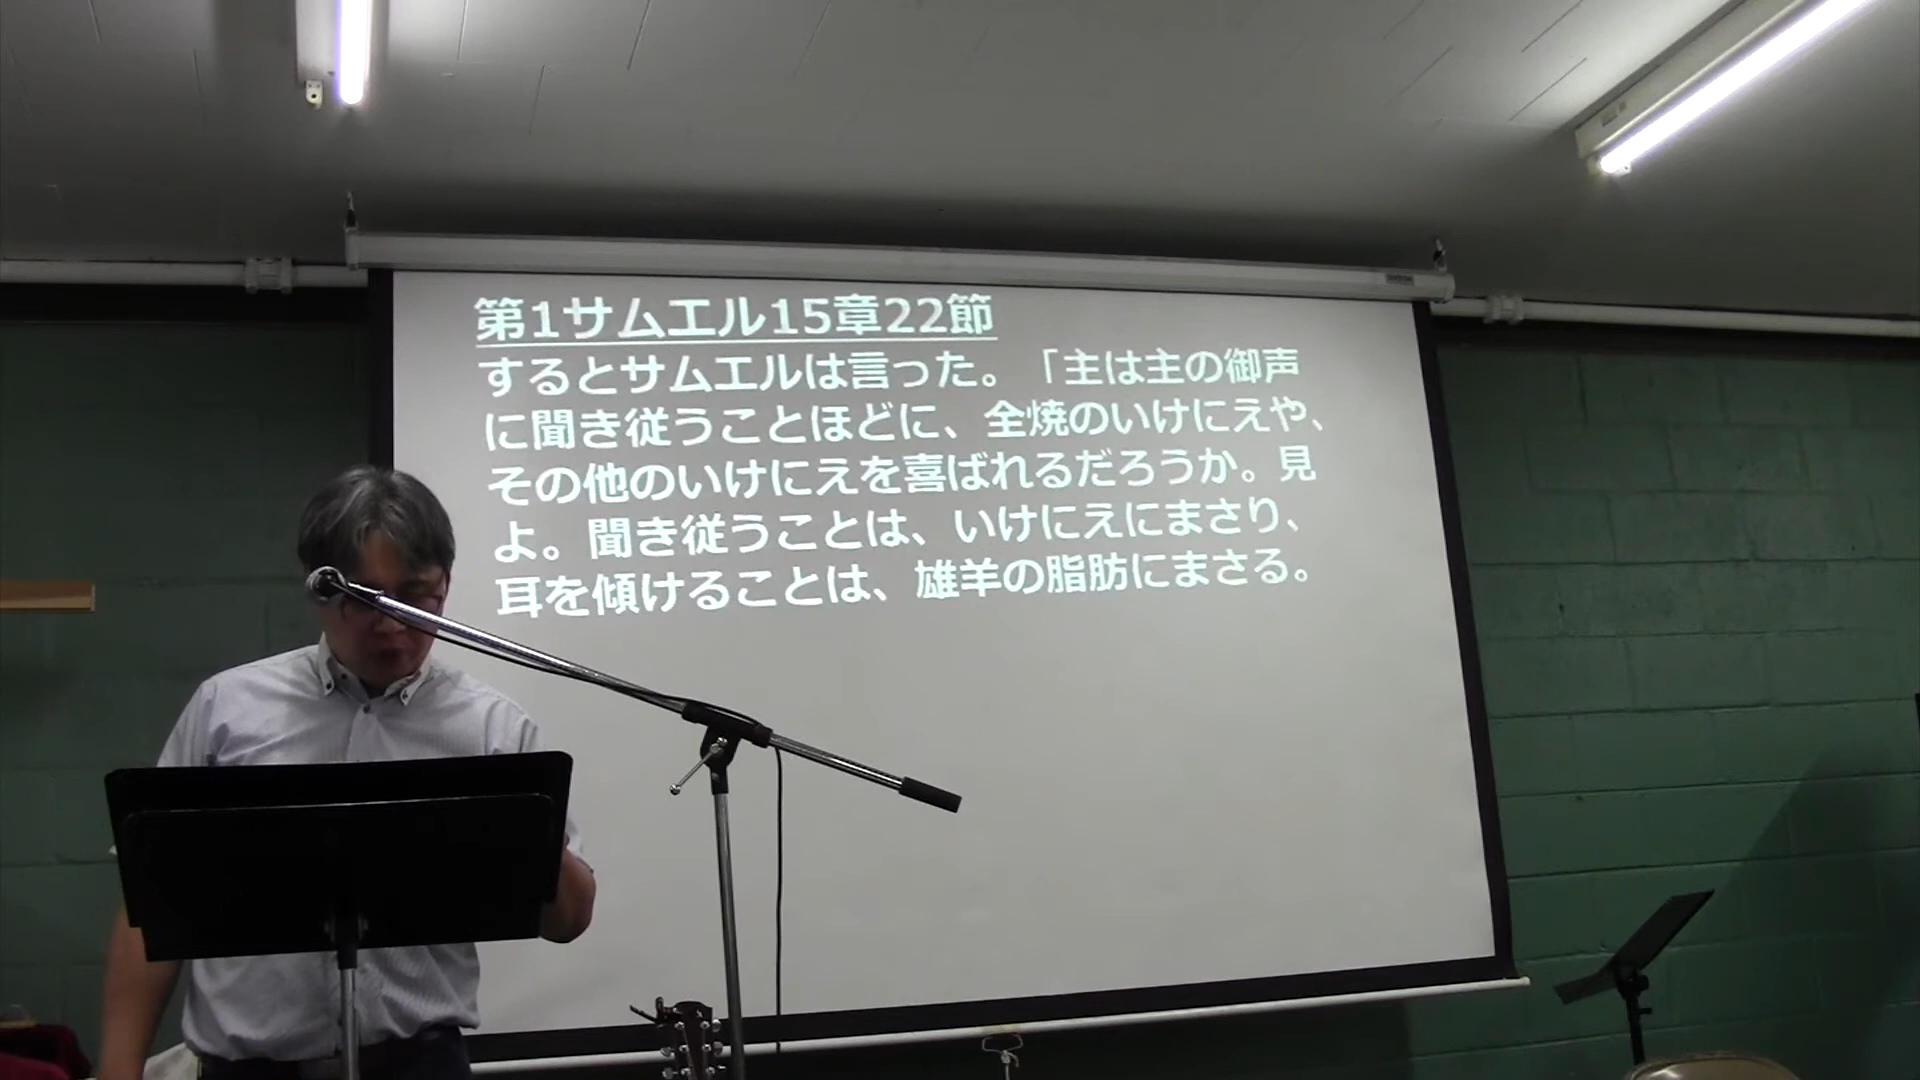 第1サムエル15章22節
するとサムエルは言った。「主は主の御声
に聞き従うことほどに、全焼のいけにえや、
その他のいけにえを喜ばれるだろうか。見
よ。聞き従うことは、いけにえにまさり、
耳を傾けることは、雄羊の脂肪にまさる。